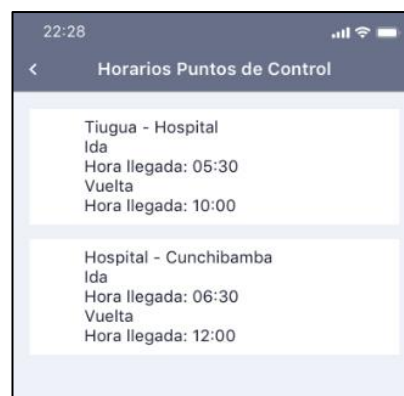 22:28
Horarios Puntos de Control
Tiugua - Hospital
Ida
Hora llegada: 05:30
Vuelta
Hora llegada: 10:00
Hospital - Cunchibamba
Ida
Hora llegada: 06:30
Vuelta
Hora llegada: 12:00